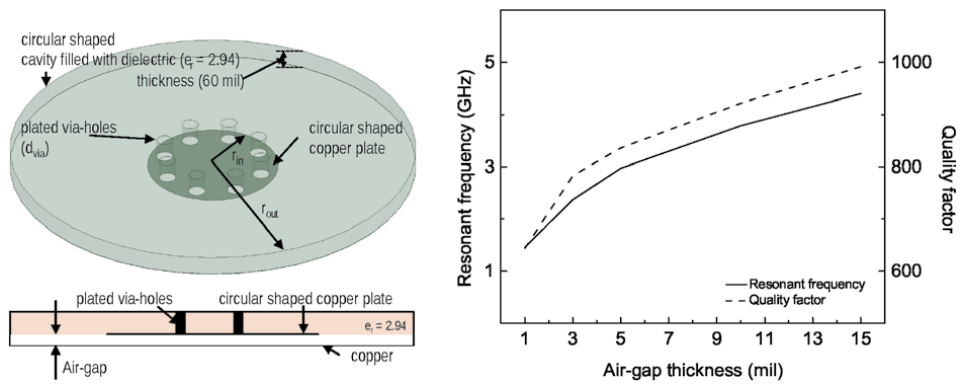 circular shaped
cavity filled with dielectric (eᵣ = 2.94)
thickness (60 mil)
plated via-holes
(dᵥᵢₐ)
circular shaped
copper plate
rᵢₙ
rₒᵤₜ
plated via-holes
circular shaped copper plate
eᵣ = 2.94
copper
Air-gap
Resonant frequency (GHz)
5
3
1
1000
800
600
Quality factor
Resonant frequency
Quality factor
1 3 5 7 9 11 13 15
Air-gap thickness (mil)